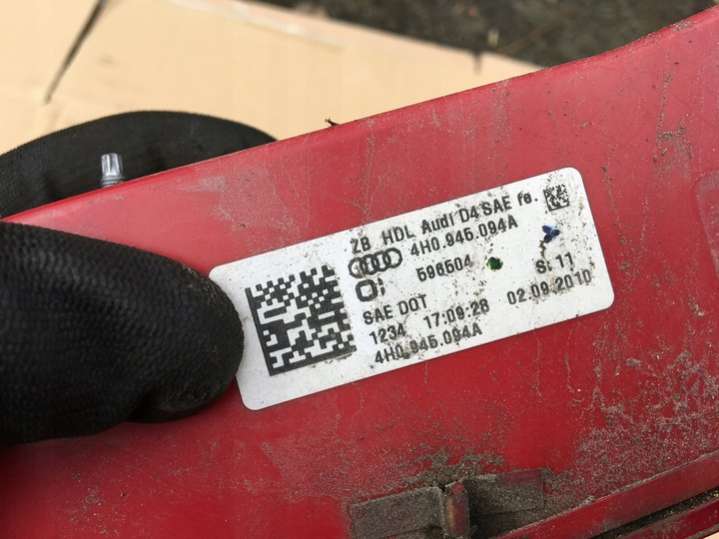 ZB HDL Audi D4 SAE re.
4H0.945.094A
596504
S: 11
SAE DOT
1234 17:09:28 02.09.2010
4H0.945.094A